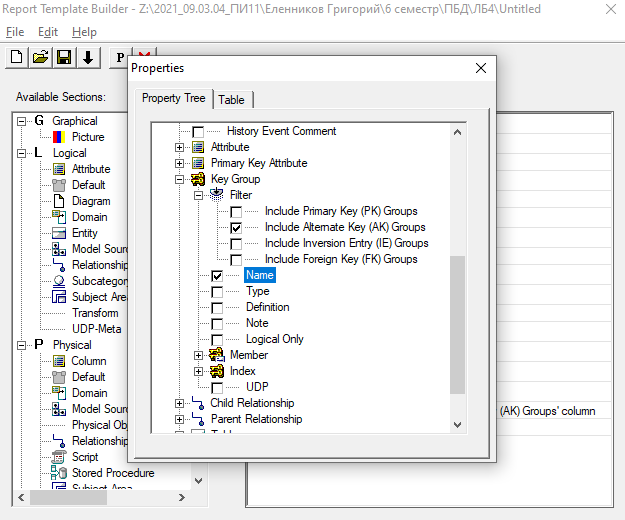 Report Template Builder - Z:\2021_09.03.04_ПИ11\Еленников Григорий\6 семестр\ПБД\ЛБ4\Untitled
File Edit Help
P
Properties
Property Tree Table
Available Sections:
G Graphical
Picture
L Logical
Attribute
Default
Diagram
Domain
Entity
Model Sourc
Relationship
Subcategory
Subject Area
Transform
UDP-Meta
P Physical
Column
Default
Domain
Model Sourc
Physical Obj
Relationship
Script
Stored Procedure
Subject Area
History Event Comment
Attribute
Primary Key Attribute
Key Group
Filter
Include Primary Key (PK) Groups
Include Alternate Key (AK) Groups
Include Inversion Entry (IE) Groups
Include Foreign Key (FK) Groups
Name
Type
Definition
Note
Logical Only
Member
Index
UDP
Child Relationship
Parent Relationship
(AK) Groups' column